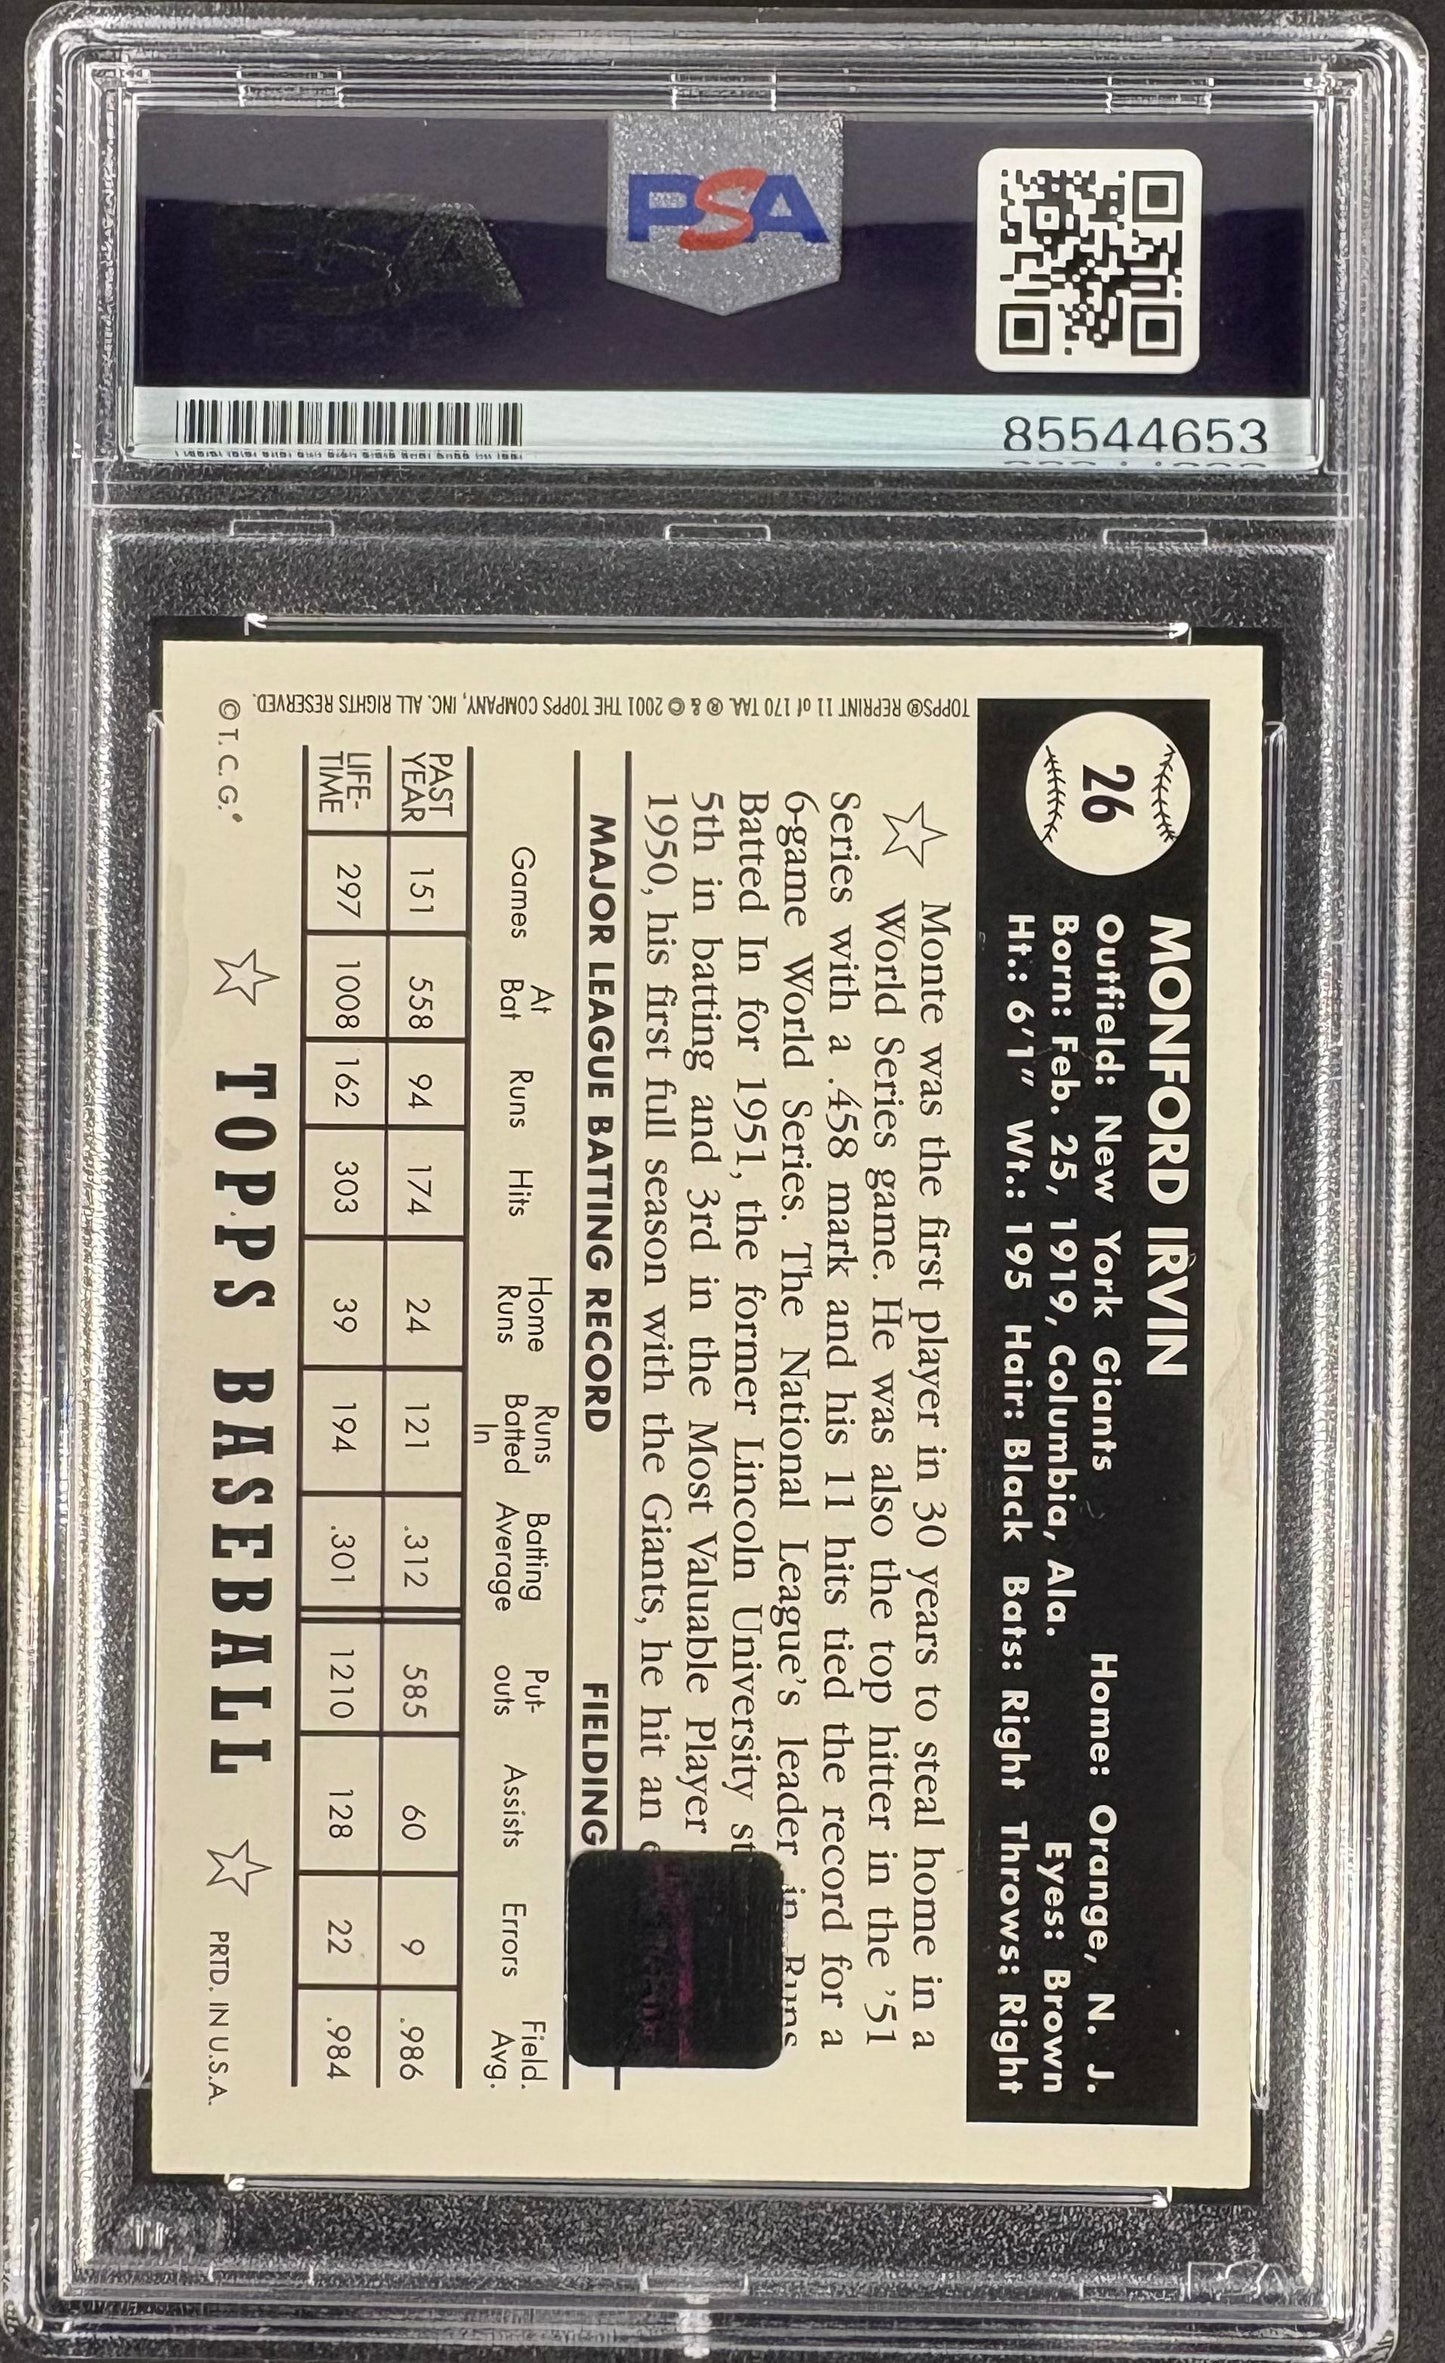 PSA
85544653
26
MONFORD IRVIN
Outfield: New York Giants Home: Orange, N. J.
Born: Feb. 25, 1919, Columbia, Ala. Eyes: Brown
Ht.: 6'1" Wt.: 195 Hair: Black Bats: Right Throws: Right
TOPPS® REPRINT 11 of 170 TAL ® & © 2001 THE TOPPS COMPANY, INC. ALL RIGHTS RESERVED.
Monte was the first player in 30 years to steal home in a
World Series game. He was also the top hitter in the '51
Series with a .458 mark and his 11 hits tied the record for a
6-game World Series. The National League's leader in Runs
Batted In for 1951, the former Lincoln University st
5th in batting and 3rd in the Most Valuable Player
1950, his first full season with the Giants, he hit an
MAJOR LEAGUE BATTING RECORD FIELDING
Games At Bat Runs Hits Home Runs Runs Batted In Batting Average Put-outs Assists Errors Field. Avg.
PAST YEAR 151 558 94 174 24 121 .312 585 60 9 .986
LIFE-TIME 297 1008 162 303 39 194 .301 1210 128 22 .984
© T. C. G. TOPPS BASEBALL PRTD. IN U.S.A.